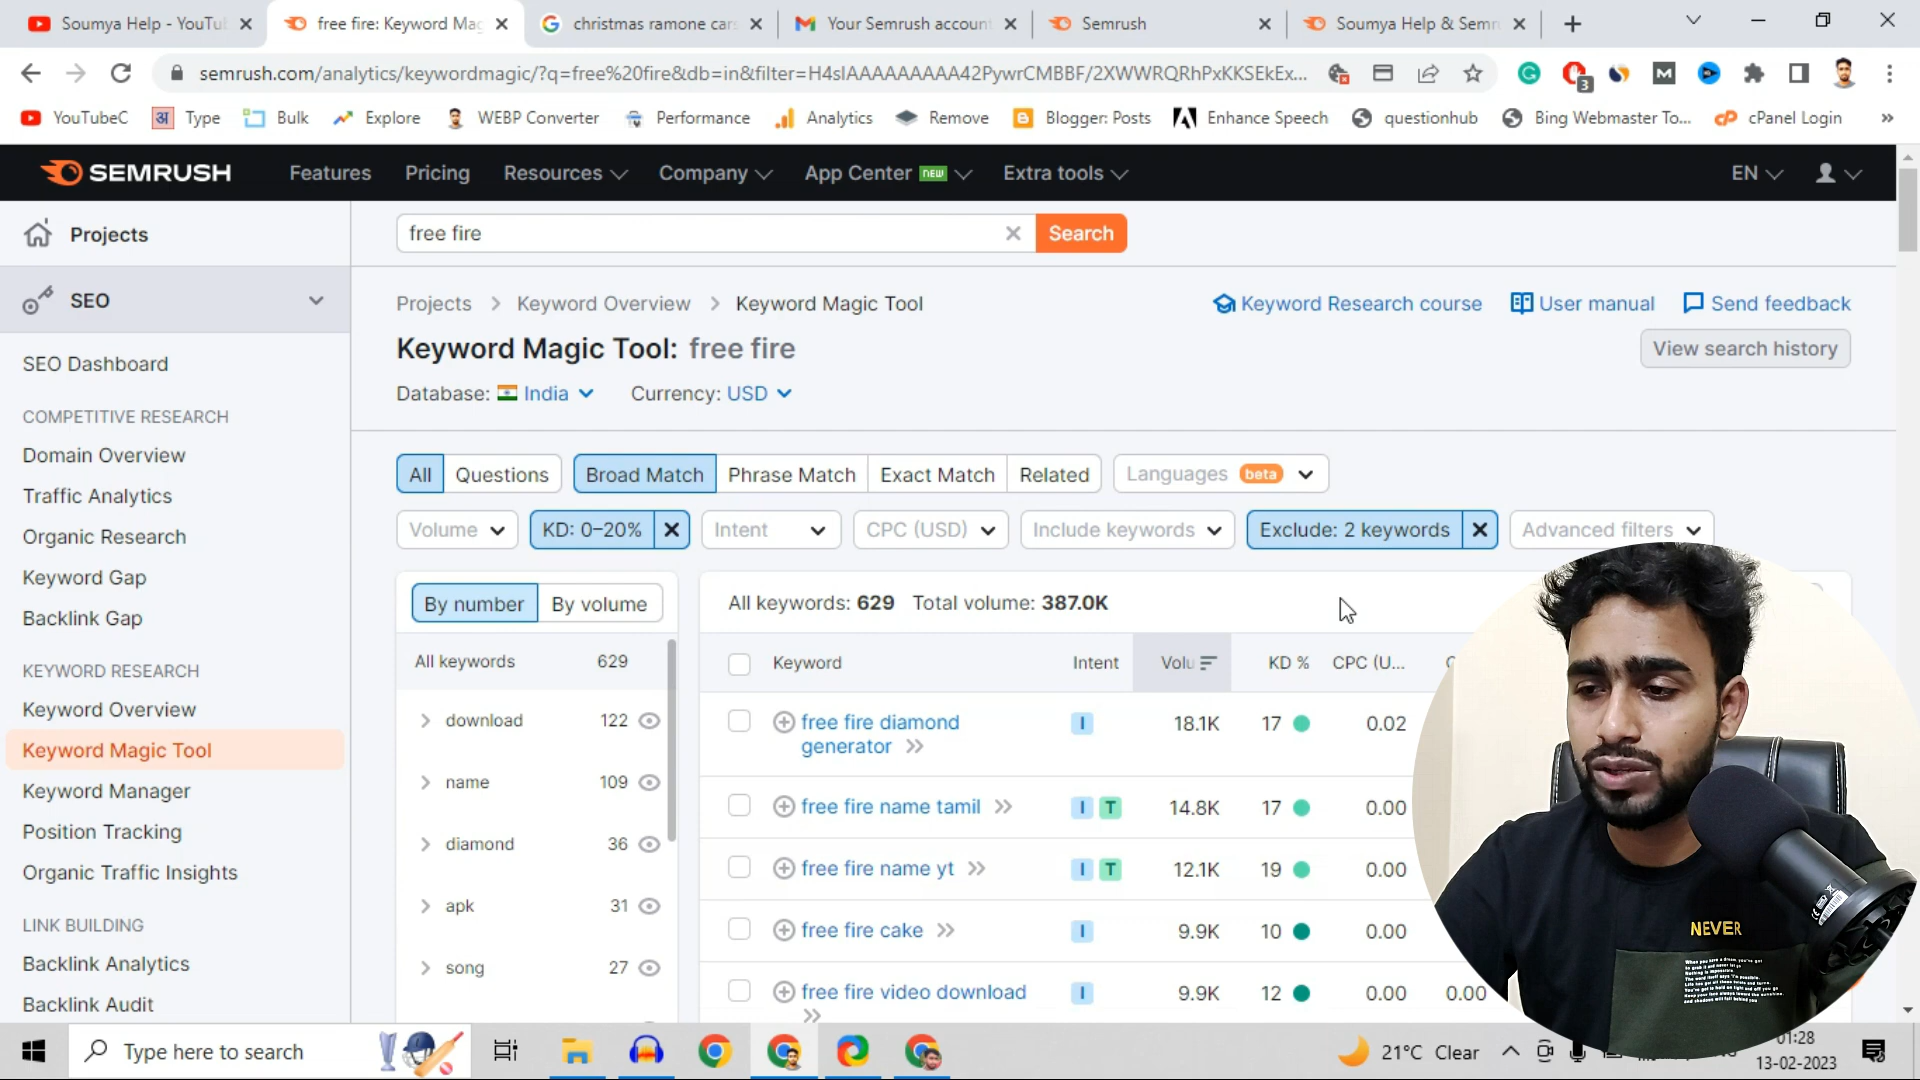 Soumya Help - YouTu
free fire: Keyword Mag
christmas ramone cars
Your Semrush account
Semrush
Soumya Help & Semr
semrush.com/analytics/keywordmagic/?q=free%20fire&db=in&filter=H4sIAAAAAAAAA42PywrCMBBF/2XWWRQRhPxKKSEkEx...
3
YouTubeC
Type
Bulk
Explore
WEBP Converter
Performance
Analytics
Remove
Blogger: Posts
Enhance Speech
questionhub
Bing Webmaster To...
cPanel Login
SEMRUSH
Features
Pricing
Resources
Company
App Center NEW
Extra tools
EN
Projects
free fire
Search
SEO
Projects > Keyword Overview > Keyword Magic Tool
Keyword Research course
User manual
Send feedback
Keyword Magic Tool: free fire
View search history
Database: India
Currency: USD
SEO Dashboard
COMPETITIVE RESEARCH
Domain Overview
Traffic Analytics
Organic Research
Keyword Gap
Backlink Gap
KEYWORD RESEARCH
Keyword Overview
Keyword Magic Tool
Keyword Manager
Position Tracking
Organic Traffic Insights
LINK BUILDING
Backlink Analytics
Backlink Audit
All Questions
Broad Match Phrase Match Exact Match Related
Languages beta
Volume
KD: 0–20%
Intent
CPC (USD)
Include keywords
Exclude: 2 keywords
Advanced filters
By number By volume
All keywords 629
download 122
name 109
diamond 36
apk 31
song 27
All keywords: 629 Total volume: 387.0K
Keyword Intent Volu KD % CPC (U...
free fire diamond generator I 18.1K 17 0.02
free fire name tamil I T 14.8K 17 0.00
free fire name yt I T 12.1K 19 0.00
free fire cake I 9.9K 10 0.00
free fire video download I 9.9K 12 0.00 0.00
NEVER
Type here to search
21°C Clear
01:28
13-02-2023